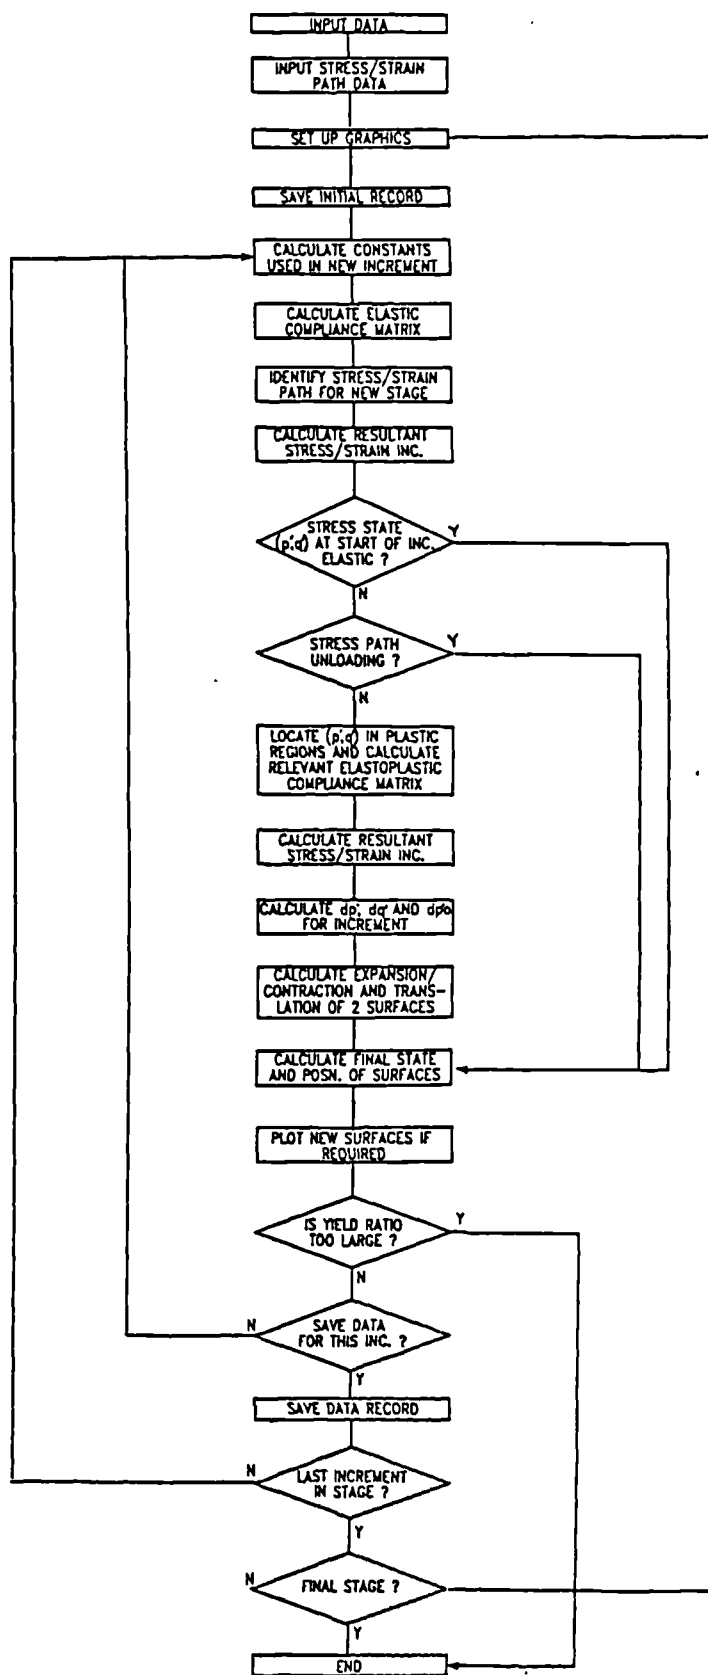 INPUT DATA
INPUT STRESS/STRAIN
PATH DATA
SET UP GRAPHICS
SAVE INITIAL RECORD
CALCULATE CONSTANTS
USED IN NEW INCREMENT
CALCULATE ELASTIC
COMPLIANCE MATRIX
IDENTIFY STRESS/STRAIN
PATH FOR NEW STAGE
CALCULATE RESULTANT
STRESS/STRAIN INC.
STRESS STATE
(p',q') AT START OF INC.
ELASTIC ?
Y
N
STRESS PATH
UNLOADING ?
Y
N
LOCATE (p',q') IN PLASTIC
REGIONS AND CALCULATE
RELEVANT ELASTOPLASTIC
COMPLIANCE MATRIX
CALCULATE RESULTANT
STRESS/STRAIN INC.
CALCULATE dp', dq' AND dp'o
FOR INCREMENT
CALCULATE EXPANSION/
CONTRACTION AND TRANS-
LATION OF 2 SURFACES
CALCULATE FINAL STATE
AND POSN. OF SURFACES
PLOT NEW SURFACES IF
REQUIRED
IS YIELD RATIO
TOO LARGE ?
Y
N
N
SAVE DATA
FOR THIS INC. ?
Y
SAVE DATA RECORD
N
LAST INCREMENT
IN STAGE ?
Y
N
FINAL STAGE ?
Y
END